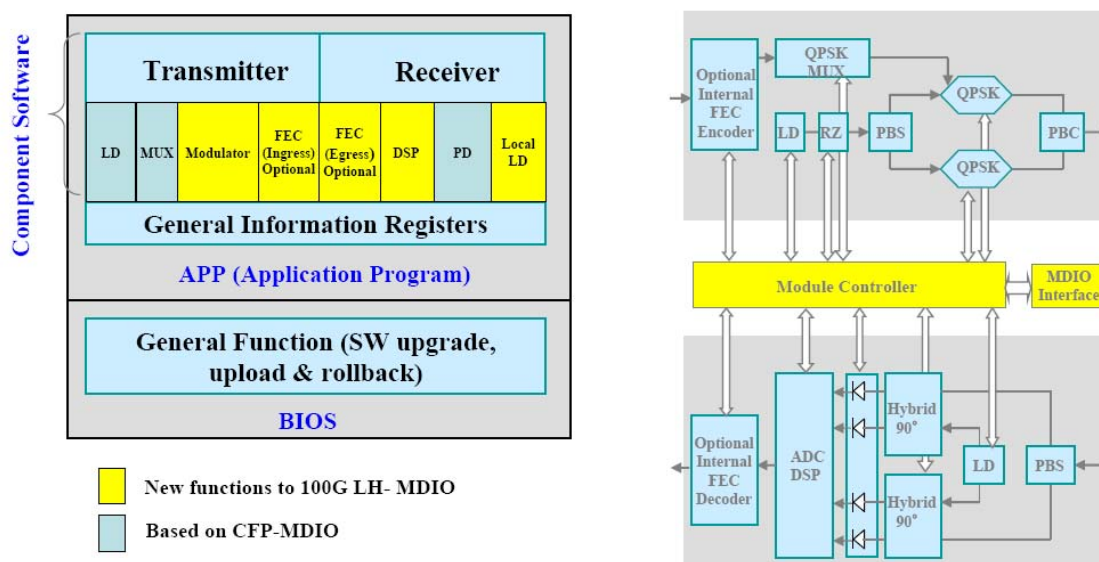 Component Software
Transmitter
Receiver
LD
MUX
Modulator
FEC
(Ingress)
Optional
FEC
(Egress)
Optional
DSP
PD
Local
LD
General Information Registers
APP (Application Program)
General Function (SW upgrade,
upload & rollback)
BIOS
New functions to 100G LH- MDIO
Based on CFP-MDIO
Optional
Internal
FEC
Encoder
QPSK
MUX
LD
RZ
PBS
QPSK
QPSK
PBC
Module Controller
MDIO
Interface
Optional
Internal
FEC
Decoder
ADC
DSP
Hybrid
90°
Hybrid
90°
LD
PBS